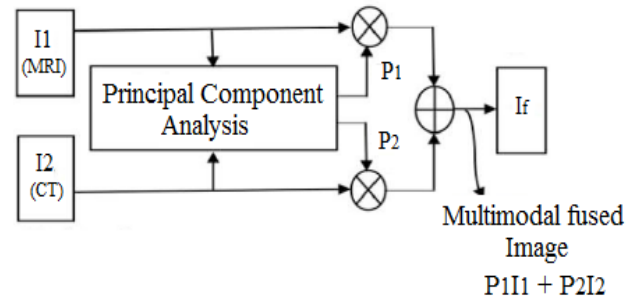 I1
(MRI)
P1
Principal Component
Analysis
If
P2
I2
(CT)
Multimodal fused
Image
P1I1 + P2I2